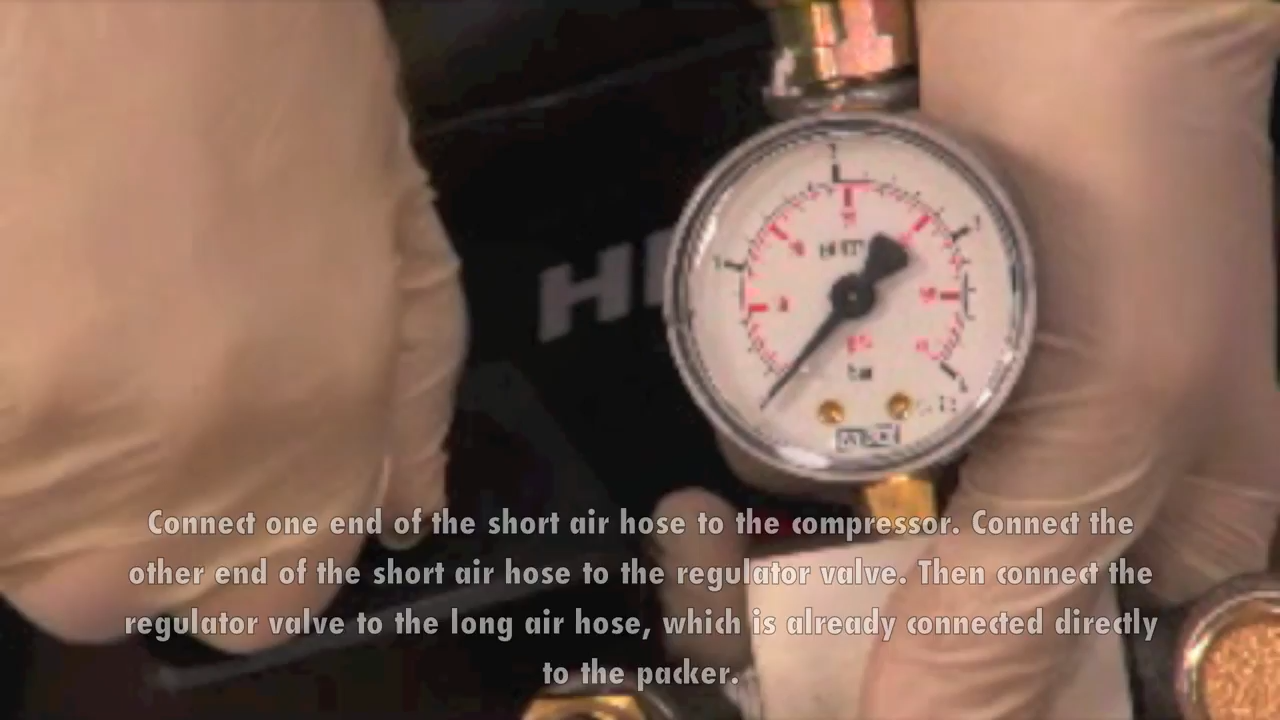 Connect one end of the short air hose to the compressor. Connect the
other end of the short air hose to the regulator valve. Then connect the
regulator valve to the long air hose, which is already connected directly
to the packer.